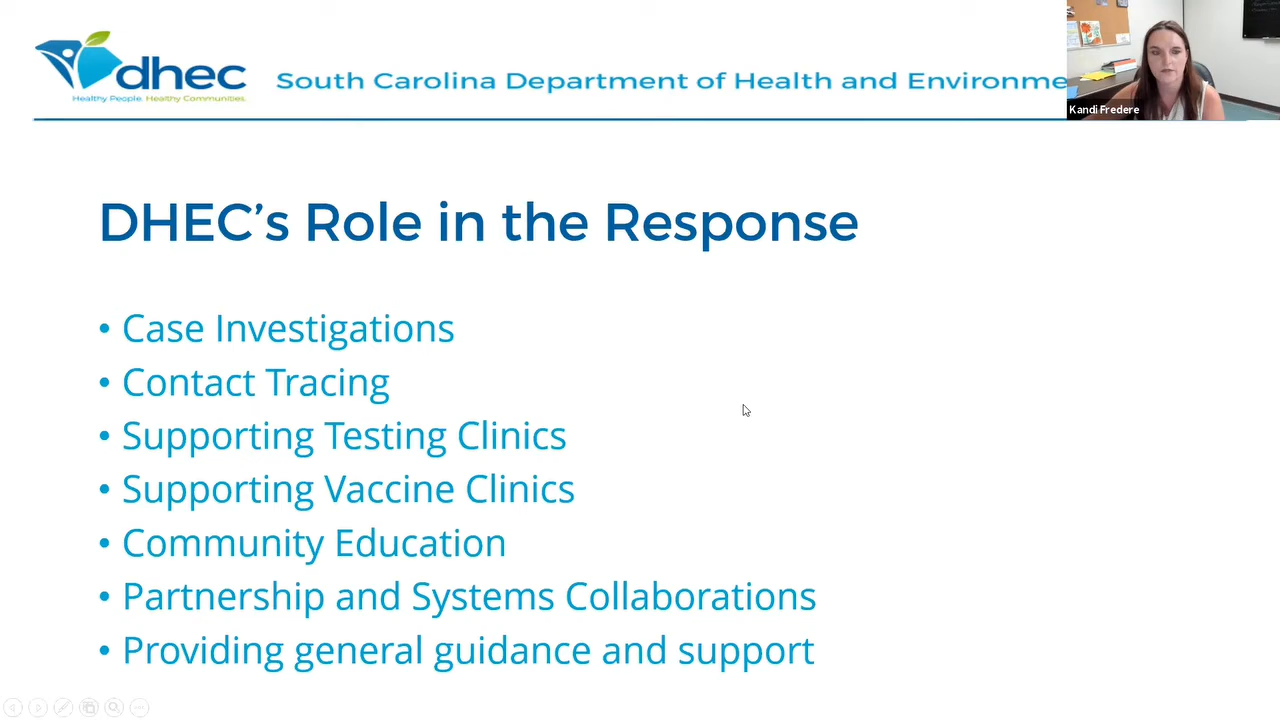 dhec
Healthy People. Healthy Communities.
South Carolina Department of Health and Environme
Kandi Fredere
DHEC’s Role in the Response
• Case Investigations
• Contact Tracing
• Supporting Testing Clinics
• Supporting Vaccine Clinics
• Community Education
• Partnership and Systems Collaborations
• Providing general guidance and support